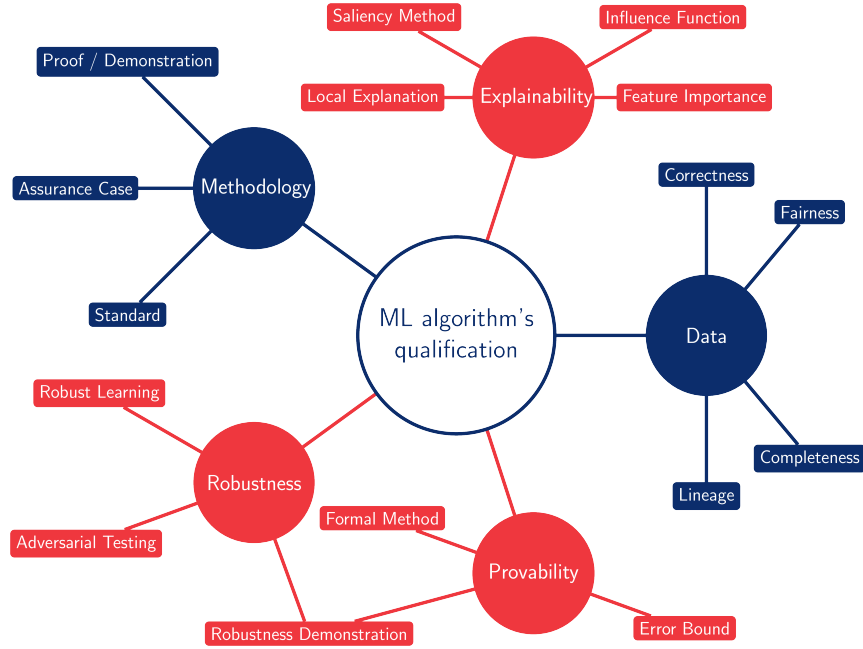 Saliency Method
Influence Function
Proof / Demonstration
Local Explanation
Explainability
Feature Importance
Correctness
Assurance Case
Methodology
Fairness
Standard
ML algorithm's
qualification
Data
Robust Learning
Completeness
Robustness
Lineage
Formal Method
Adversarial Testing
Provability
Robustness Demonstration
Error Bound